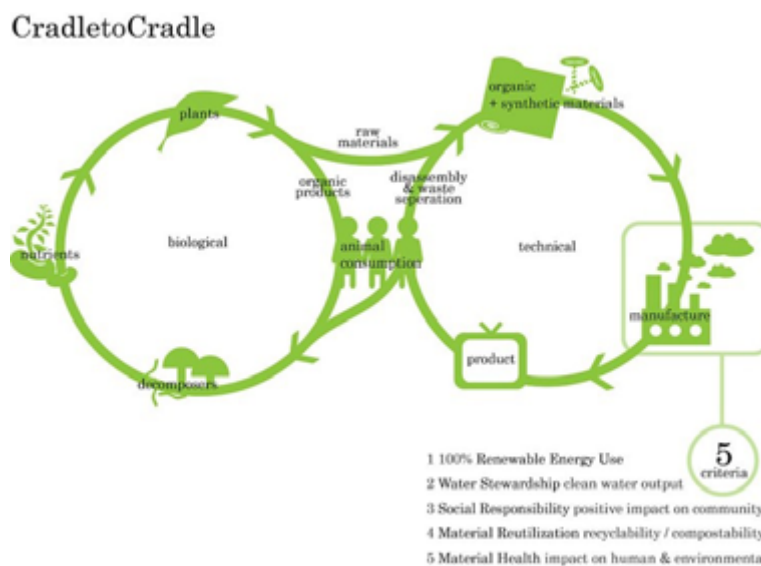 CradletoCradle
plants
raw
materials
organic
+ synthetic materials
organic
products
disassembly
& waste
seperation
biological
technical
nutrients
animal
consumption
manufacture
decomposers
product
5
criteria
1 100% Renewable Energy Use
2 Water Stewardship clean water output
3 Social Responsibility positive impact on community
4 Material Reutilization recyclability / compostability
5 Material Health impact on human & environmenta